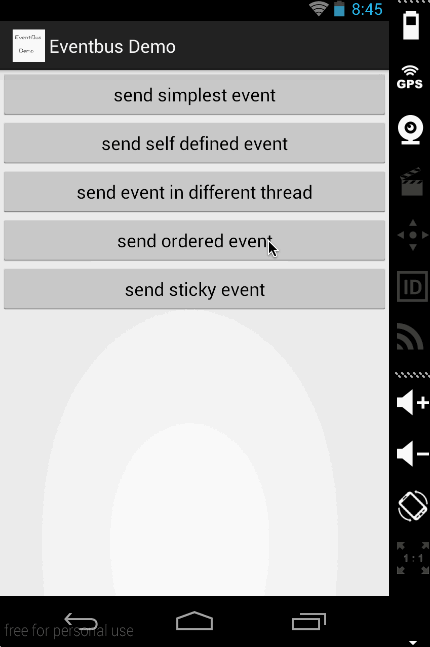 8:45
EventBus
Demo
Eventbus Demo
send simplest event
send self defined event
send event in different thread
send ordered event
send sticky event
GPS
ID
1:1
free for personal use